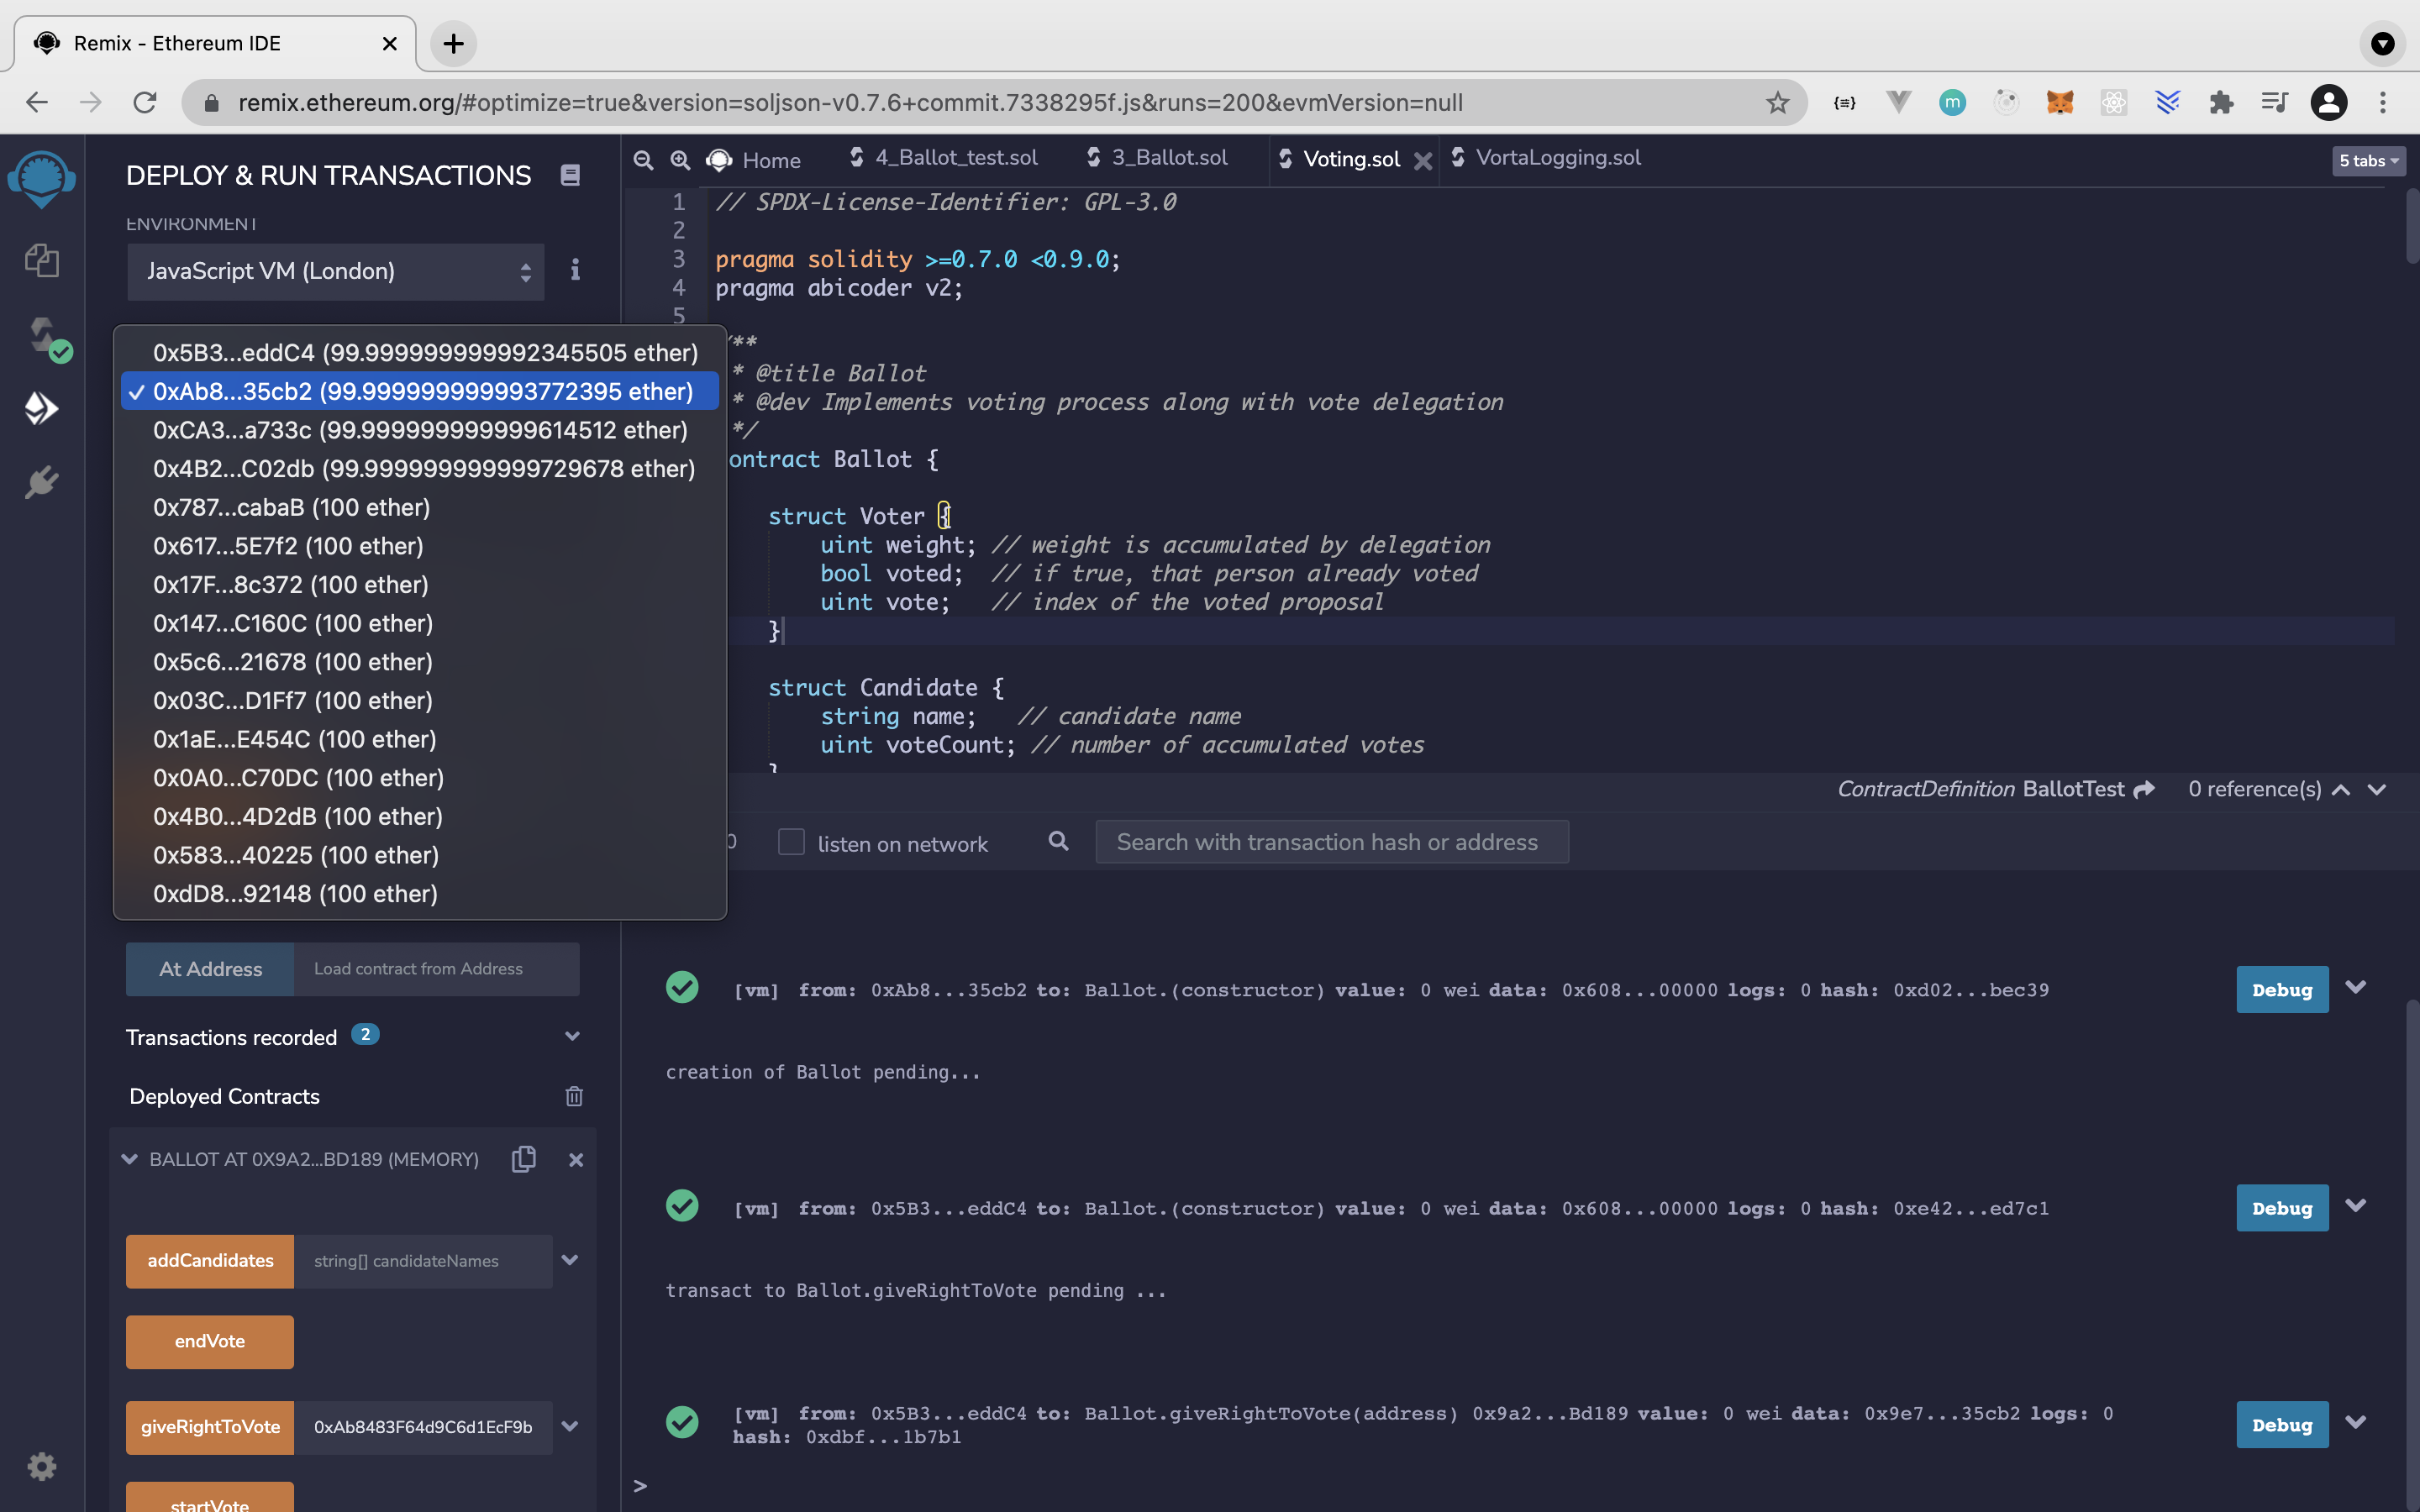 Remix - Ethereum IDE
remix.ethereum.org/#optimize=true&version=soljson-v0.7.6+commit.7338295f.js&runs=200&evmVersion=null
DEPLOY & RUN TRANSACTIONS
ENVIRONMENT
JavaScript VM (London)
0x5B3...eddC4 (99.999999999992345505 ether)
0xAb8...35cb2 (99.9999999999993772395 ether)
0xCA3...a733c (99.999999999999614512 ether)
0x4B2...C02db (99.999999999999729678 ether)
0x787...cabaB (100 ether)
0x617...5E7f2 (100 ether)
0x17F...8c372 (100 ether)
0x147...C160C (100 ether)
0x5c6...21678 (100 ether)
0x03C...D1Ff7 (100 ether)
0x1aE...E454C (100 ether)
0x0A0...C70DC (100 ether)
0x4B0...4D2dB (100 ether)
0x583...40225 (100 ether)
0xdD8...92148 (100 ether)
At Address Load contract from Address
Transactions recorded 2
Deployed Contracts
BALLOT AT 0X9A2...BD189 (MEMORY)
addCandidates string[] candidateNames
endVote
giveRightToVote 0xAb8483F64d9C6d1EcF9b
startVote
Home 4_Ballot_test.sol 3_Ballot.sol Voting.sol VortaLogging.sol 5 tabs
1 // SPDX-License-Identifier: GPL-3.0
2
3 pragma solidity >=0.7.0 <0.9.0;
4 pragma abicoder v2;
5
/**
* @title Ballot
* @dev Implements voting process along with vote delegation
*/
ontract Ballot {
struct Voter {
uint weight; // weight is accumulated by delegation
bool voted; // if true, that person already voted
uint vote; // index of the voted proposal
}
struct Candidate {
string name; // candidate name
uint voteCount; // number of accumulated votes
}
ContractDefinition BallotTest 0 reference(s)
0 listen on network Search with transaction hash or address
[vm] from: 0xAb8...35cb2 to: Ballot.(constructor) value: 0 wei data: 0x608...00000 logs: 0 hash: 0xd02...bec39 Debug
creation of Ballot pending...
[vm] from: 0x5B3...eddC4 to: Ballot.(constructor) value: 0 wei data: 0x608...00000 logs: 0 hash: 0xe42...ed7c1 Debug
transact to Ballot.giveRightToVote pending ...
[vm] from: 0x5B3...eddC4 to: Ballot.giveRightToVote(address) 0x9a2...Bd189 value: 0 wei data: 0x9e7...35cb2 logs: 0
hash: 0xdbf...1b7b1 Debug
>